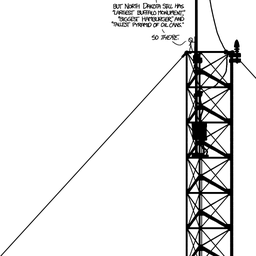 BUT NORTH DAKOTA STILL HAS
"LARGEST BUFFALO MONUMENT,"
"BIGGEST HAMBURGER," AND
"TALLEST PYRAMID OF OIL CANS."
SO THERE.